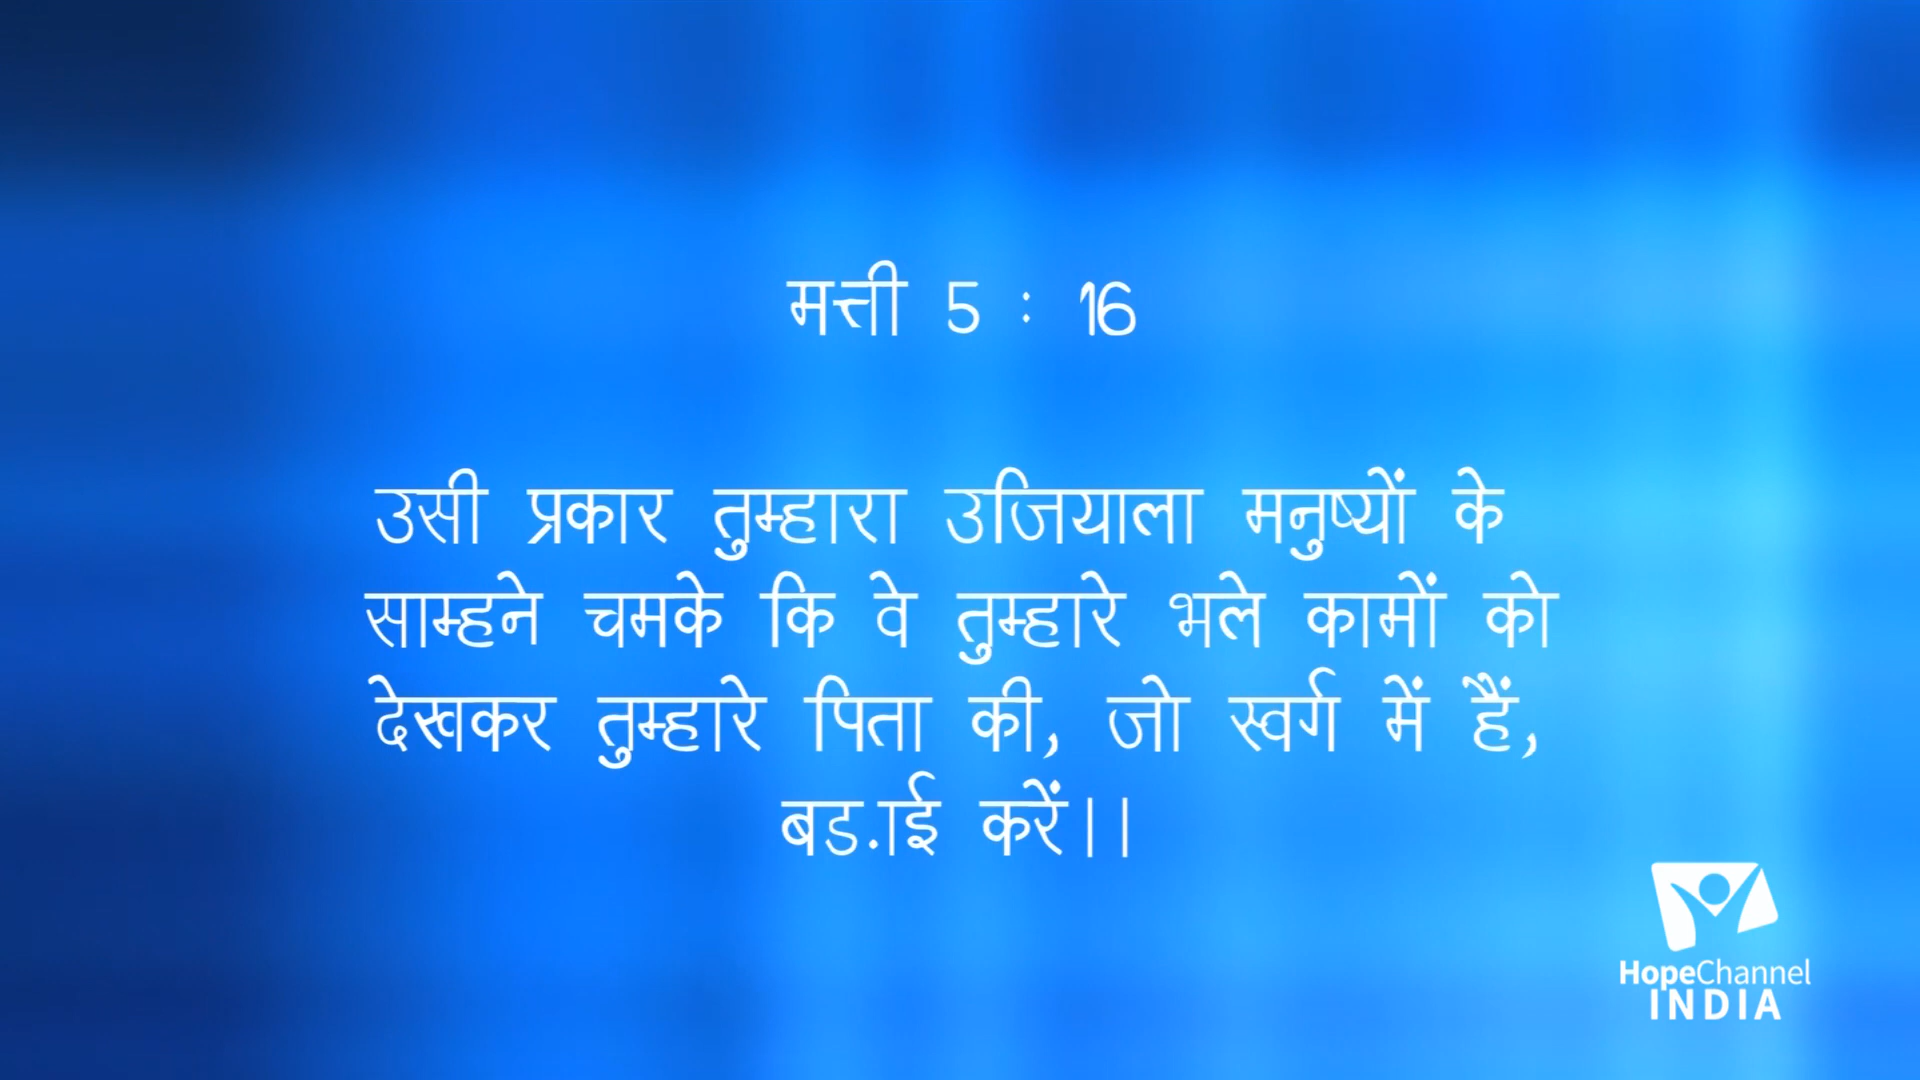 मत्ती 5 : 16
उसी प्रकार तुम्हारा उजियाला मनुष्यों के
साम्हने चमके कि वे तुम्हारे भले कामों को
देखकर तुम्हारे पिता की, जो स्वर्ग में हैं,
बड.ाई करें।।
HopeChannel
INDIA